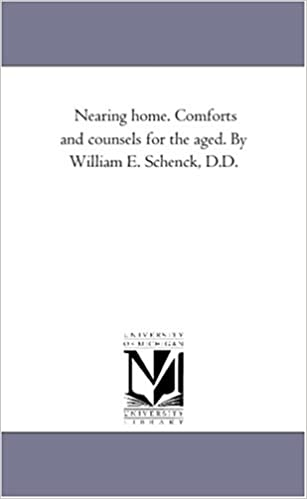 Nearing home. Comforts
and counsels for the aged. By
William E. Schenck, D.D.
UNIVERSITY
OF MICHIGAN
M
UNIVERSITY
LIBRARY